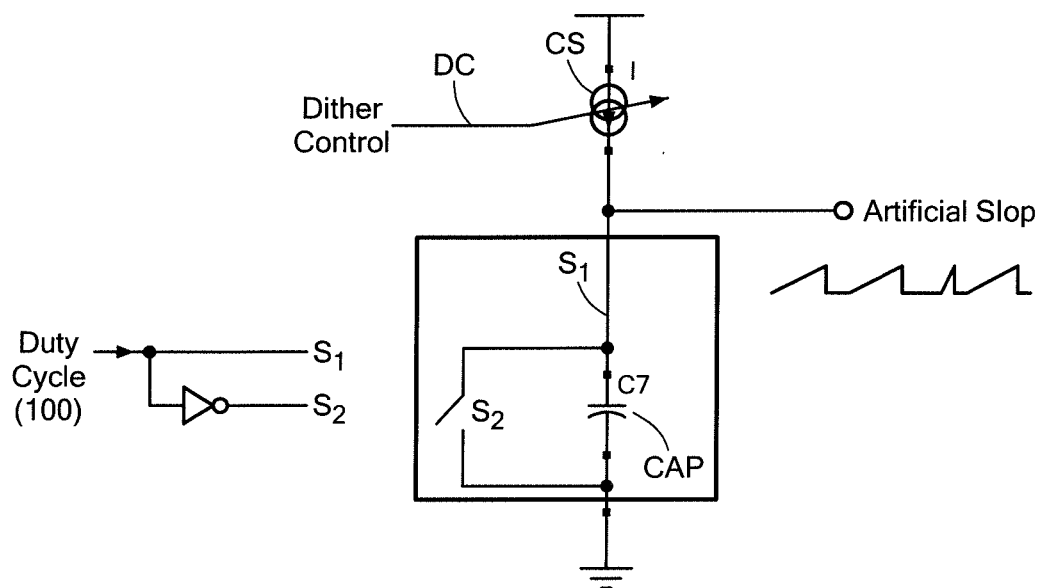 CS
I
DC
Dither
Control
Artificial Slop
S1
Duty
Cycle
(100)
S1
S2
C7
S2
CAP